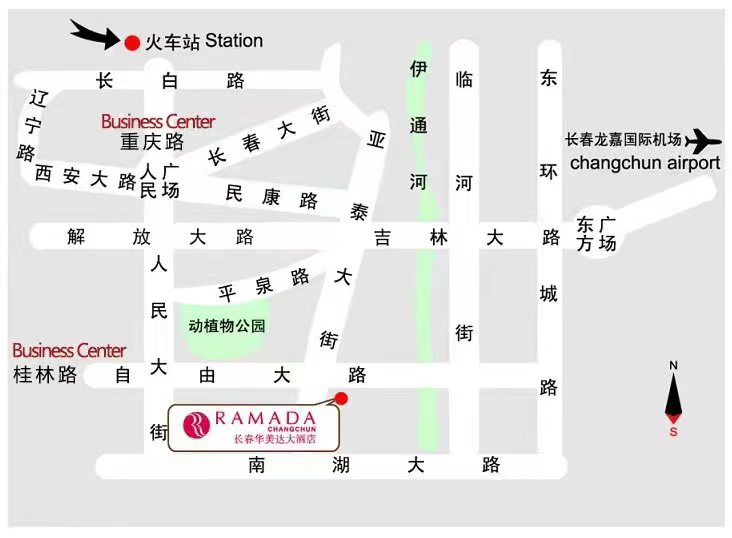 火车站 Station
长白路
辽宁路
Business Center
重庆路
长春大街
亚泰大街
伊通河
临河街
东环城路
长春龙嘉国际机场
changchun airport
西安大路
人民广场
民康路
解放大路
吉林大路
东方广场
人民大街
平泉路
动植物公园
Business Center
桂林路
自由大路
RAMADA
CHANGCHUN
长春华美达大酒店
南湖大路
N
S